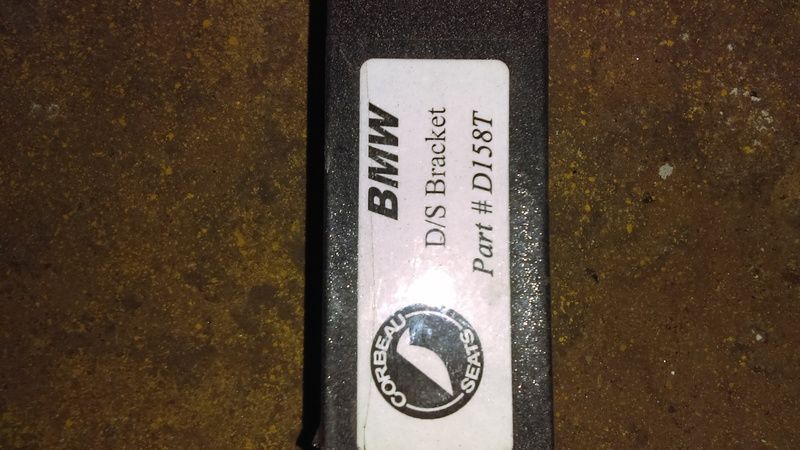 BMW
D/S Bracket
Part # D158T
CORBEAU
SEATS